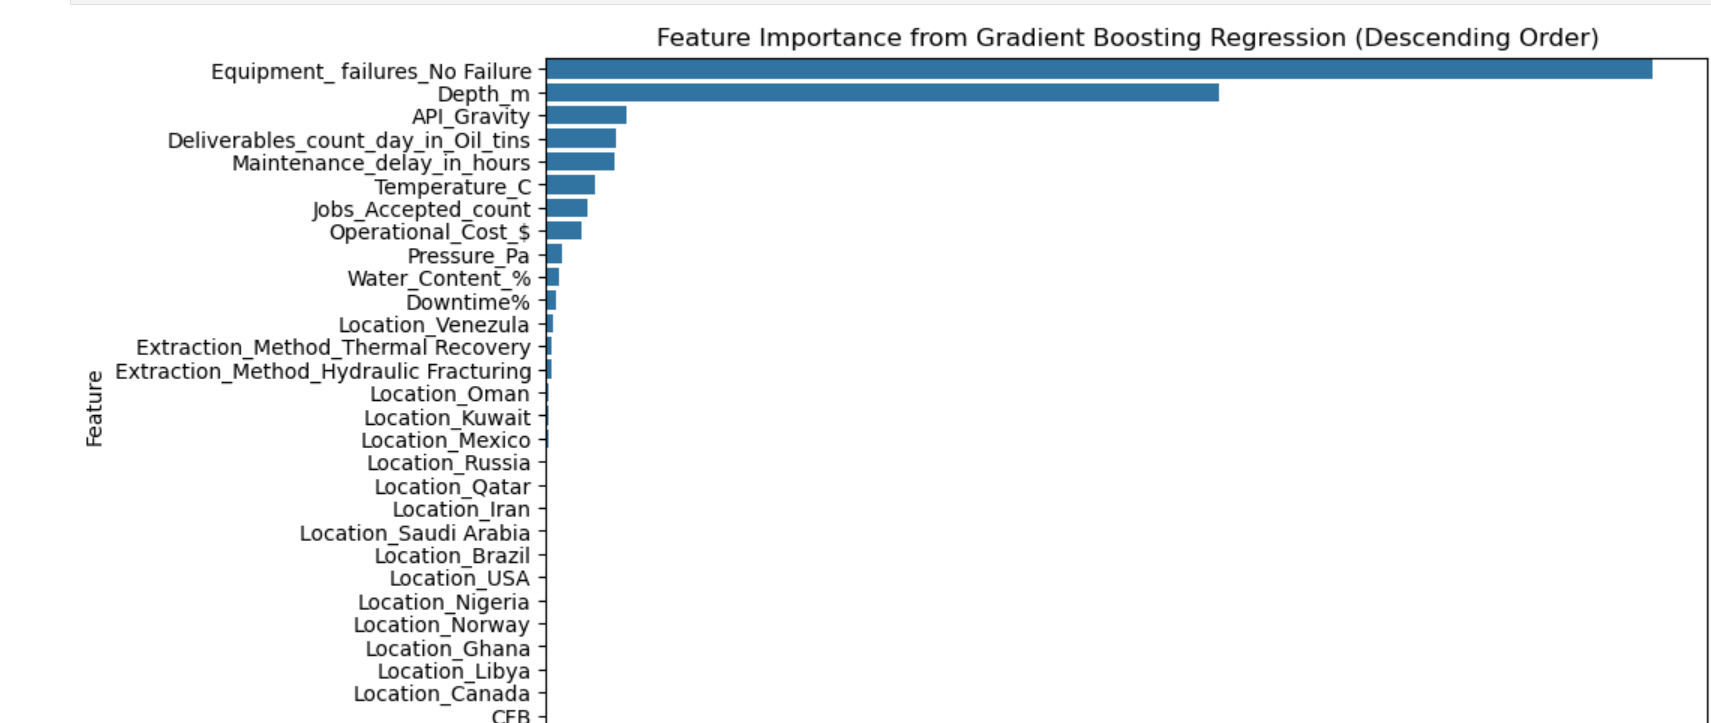 Feature Importance from Gradient Boosting Regression (Descending Order)
Equipment_ failures_No Failure
Depth_m
API_Gravity
Deliverables_count_day_in_Oil_tins
Maintenance_delay_in_hours
Temperature_C
Jobs_Accepted_count
Operational_Cost_$
Pressure_Pa
Water_Content_%
Downtime%
Location_Venezula
Extraction_Method_Thermal Recovery
Extraction_Method_Hydraulic Fracturing
Location_Oman
Location_Kuwait
Location_Mexico
Location_Russia
Location_Qatar
Location_Iran
Location_Saudi Arabia
Location_Brazil
Location_USA
Location_Nigeria
Location_Norway
Location_Ghana
Location_Libya
Location_Canada
Feature